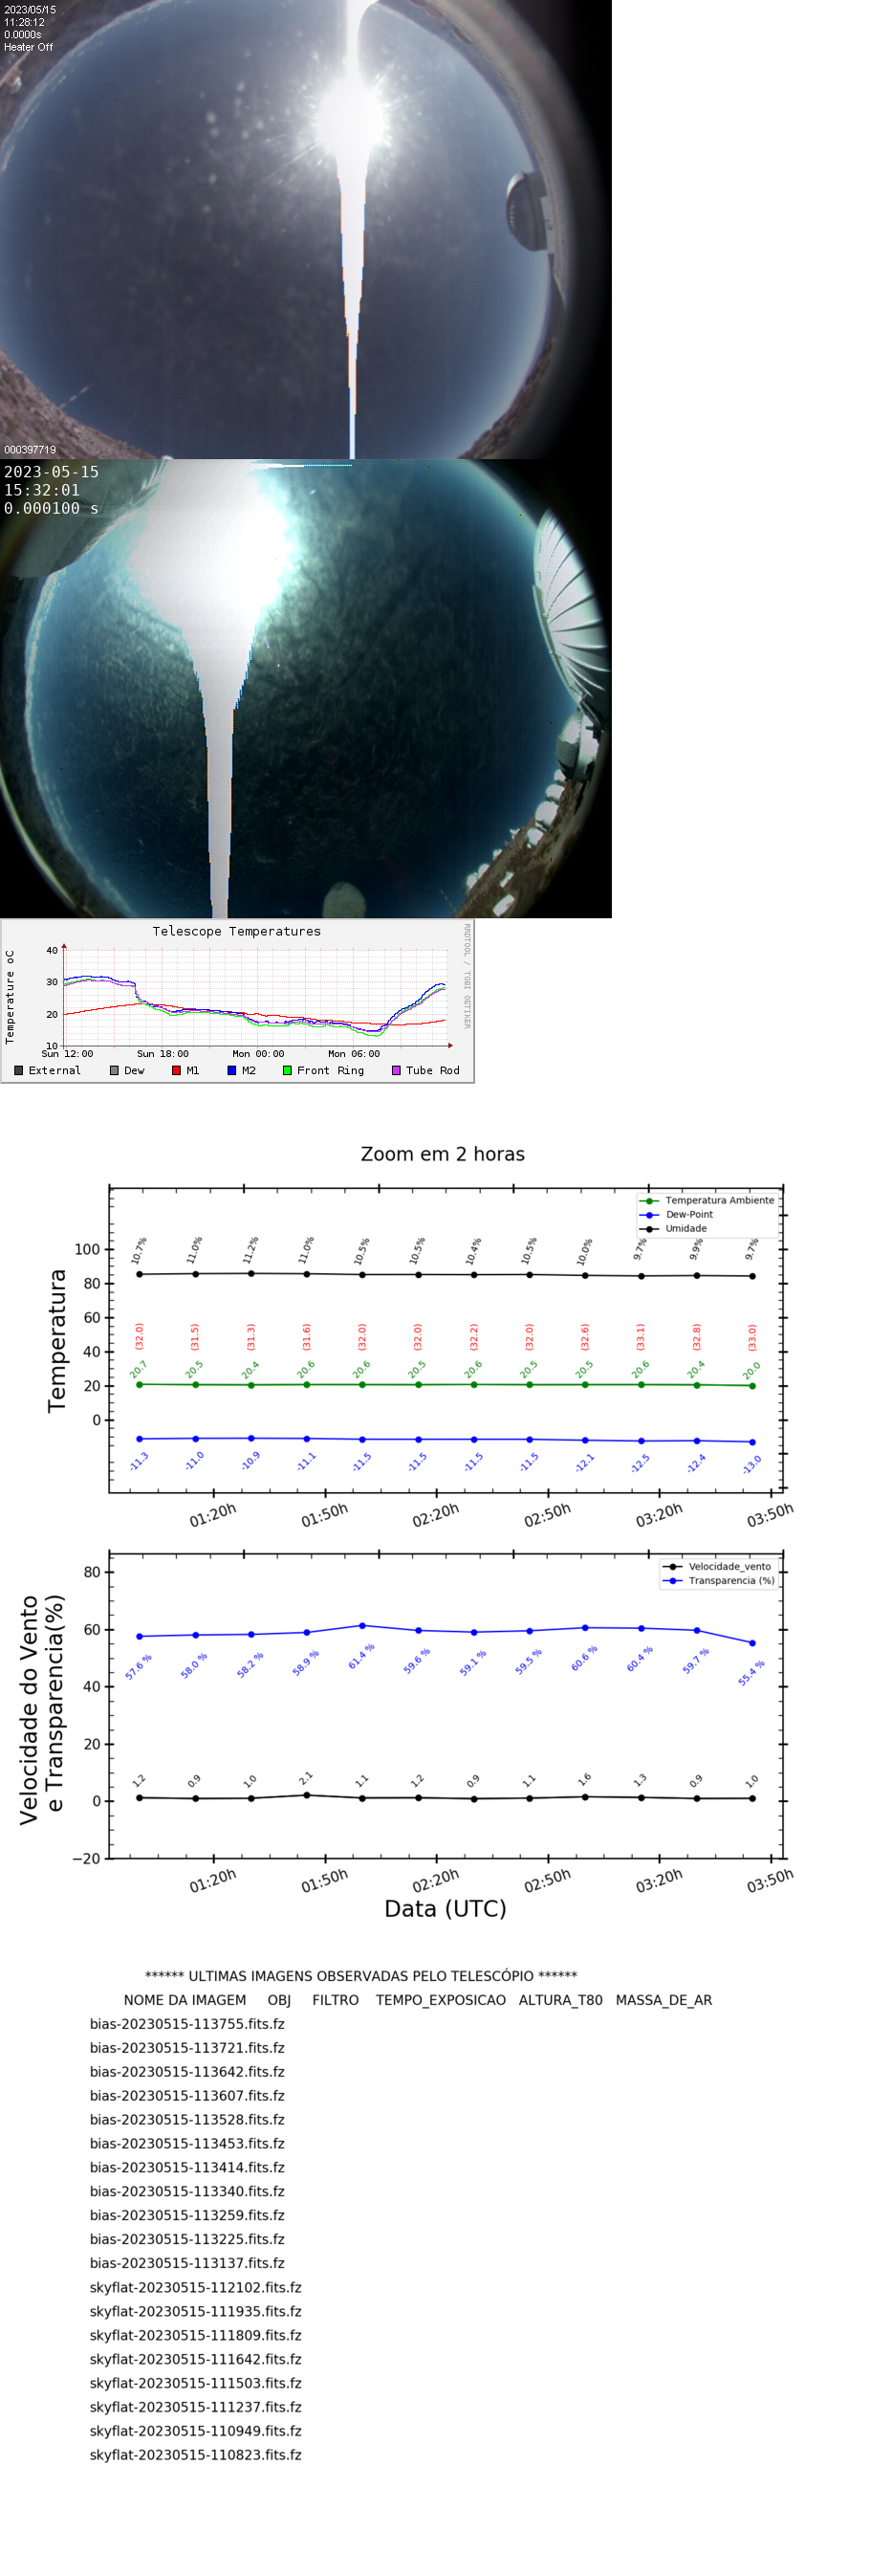 2023/05/15
11:28:12
0.0000s
Heater Off
000397719
2023-05-15
15:32:01
0.000100 s
Telescope Temperatures
RRDTOOL / TOBI OETIKER
Temperature oC
40
30
20
10
Sun 12:00 Sun 18:00 Mon 00:00 Mon 06:00
External Dew M1 M2 Front Ring Tube Rod
Zoom em 2 horas
Temperatura Ambiente
Dew-Point
Umidade
Temperatura
100
80
60
40
20
0
10.7% 11.0% 11.2% 11.0% 10.5% 10.5% 10.4% 10.5% 10.0% 9.7% 9.9% 9.7%
(32.0) (31.5) (31.3) (31.6) (32.0) (32.0) (32.2) (32.0) (32.6) (33.1) (32.8) (33.0)
20.7 20.5 20.4 20.6 20.6 20.5 20.6 20.5 20.5 20.6 20.4 20.0
-11.3 -11.0 -10.9 -11.1 -11.5 -11.5 -11.5 -11.5 -12.1 -12.5 -12.4 -13.0
01:20h 01:50h 02:20h 02:50h 03:20h 03:50h
Velocidade_vento
Transparencia (%)
Velocidade do Vento
e Transparencia(%)
80
60
40
20
0
−20
57.6 % 58.0 % 58.2 % 58.9 % 61.4 % 59.6 % 59.1 % 59.5 % 60.6 % 60.4 % 59.7 % 55.4 %
1.2 0.9 1.0 2.1 1.1 1.2 0.9 1.1 1.6 1.3 0.9 1.0
01:20h 01:50h 02:20h 02:50h 03:20h 03:50h
Data (UTC)
****** ULTIMAS IMAGENS OBSERVADAS PELO TELESCÓPIO ******
NOME DA IMAGEM OBJ FILTRO TEMPO_EXPOSICAO ALTURA_T80 MASSA_DE_AR
bias-20230515-113755.fits.fz
bias-20230515-113721.fits.fz
bias-20230515-113642.fits.fz
bias-20230515-113607.fits.fz
bias-20230515-113528.fits.fz
bias-20230515-113453.fits.fz
bias-20230515-113414.fits.fz
bias-20230515-113340.fits.fz
bias-20230515-113259.fits.fz
bias-20230515-113225.fits.fz
bias-20230515-113137.fits.fz
skyflat-20230515-112102.fits.fz
skyflat-20230515-111935.fits.fz
skyflat-20230515-111809.fits.fz
skyflat-20230515-111642.fits.fz
skyflat-20230515-111503.fits.fz
skyflat-20230515-111237.fits.fz
skyflat-20230515-110949.fits.fz
skyflat-20230515-110823.fits.fz